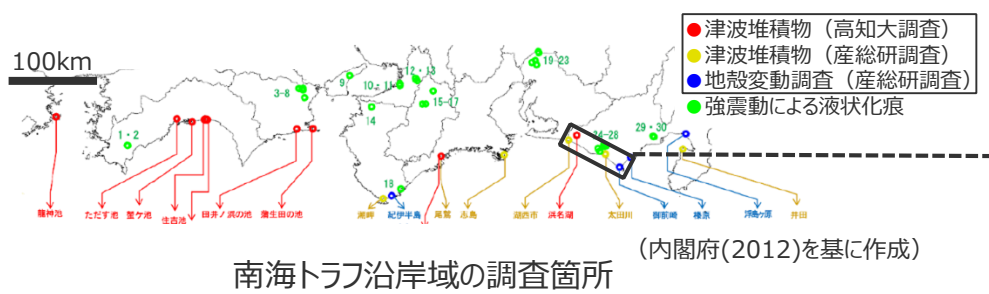 津波堆積物（高知大調査）
津波堆積物（産総研調査）
地殻変動調査（産総研調査）
強震動による液状化痕
100km
1・2
3-8
9
10・11
12・13
14
15-17
18
19-23
24-28
29・30
龍神池
ただす池
蟹ケ池
住吉池
田井ノ浜の池
蒲生田の池
潮岬
紀伊半島
尾鷲
志島
湖西市
浜名湖
太田川
御前崎
榛原
浮島ヶ原
井田
（内閣府(2012)を基に作成）
南海トラフ沿岸域の調査箇所